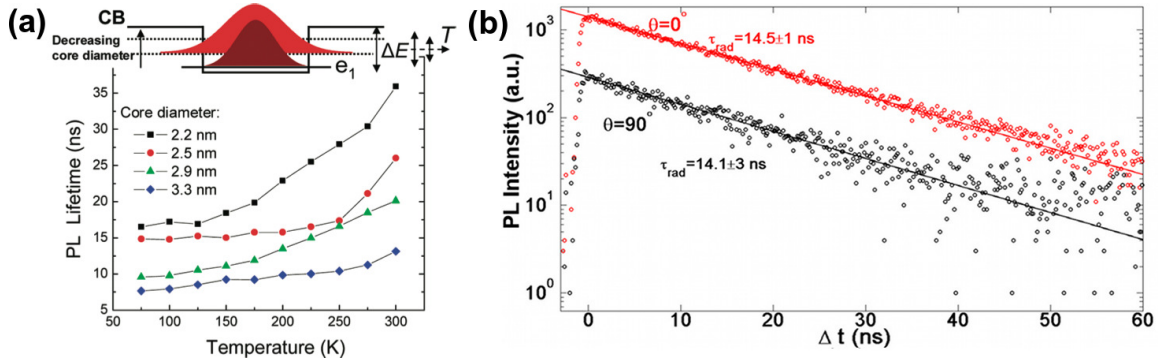 (a)
CB
Decreasing
core diameter
ΔE
T
e1
PL Lifetime (ns)
35
30
25
20
15
10
5
Core diameter:
2.2 nm
2.5 nm
2.9 nm
3.3 nm
50
100
150
200
250
300
Temperature (K)
(b)
PL Intensity (a.u.)
10^3
10^2
10^1
10^0
θ=0°
τrad=14.5±1 ns
θ=90
τrad=14.1±3 ns
0
10
20
30
40
50
60
Δ t (ns)